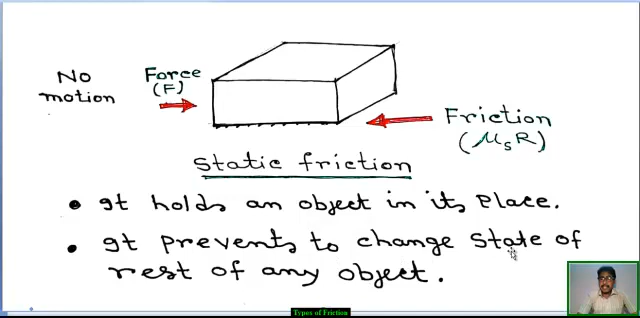 No
motion
Force
(F)
Friction
(μsR)
Static friction
• It holds an object in its place.
• It prevents to change state of
rest of any object.
Types of Friction